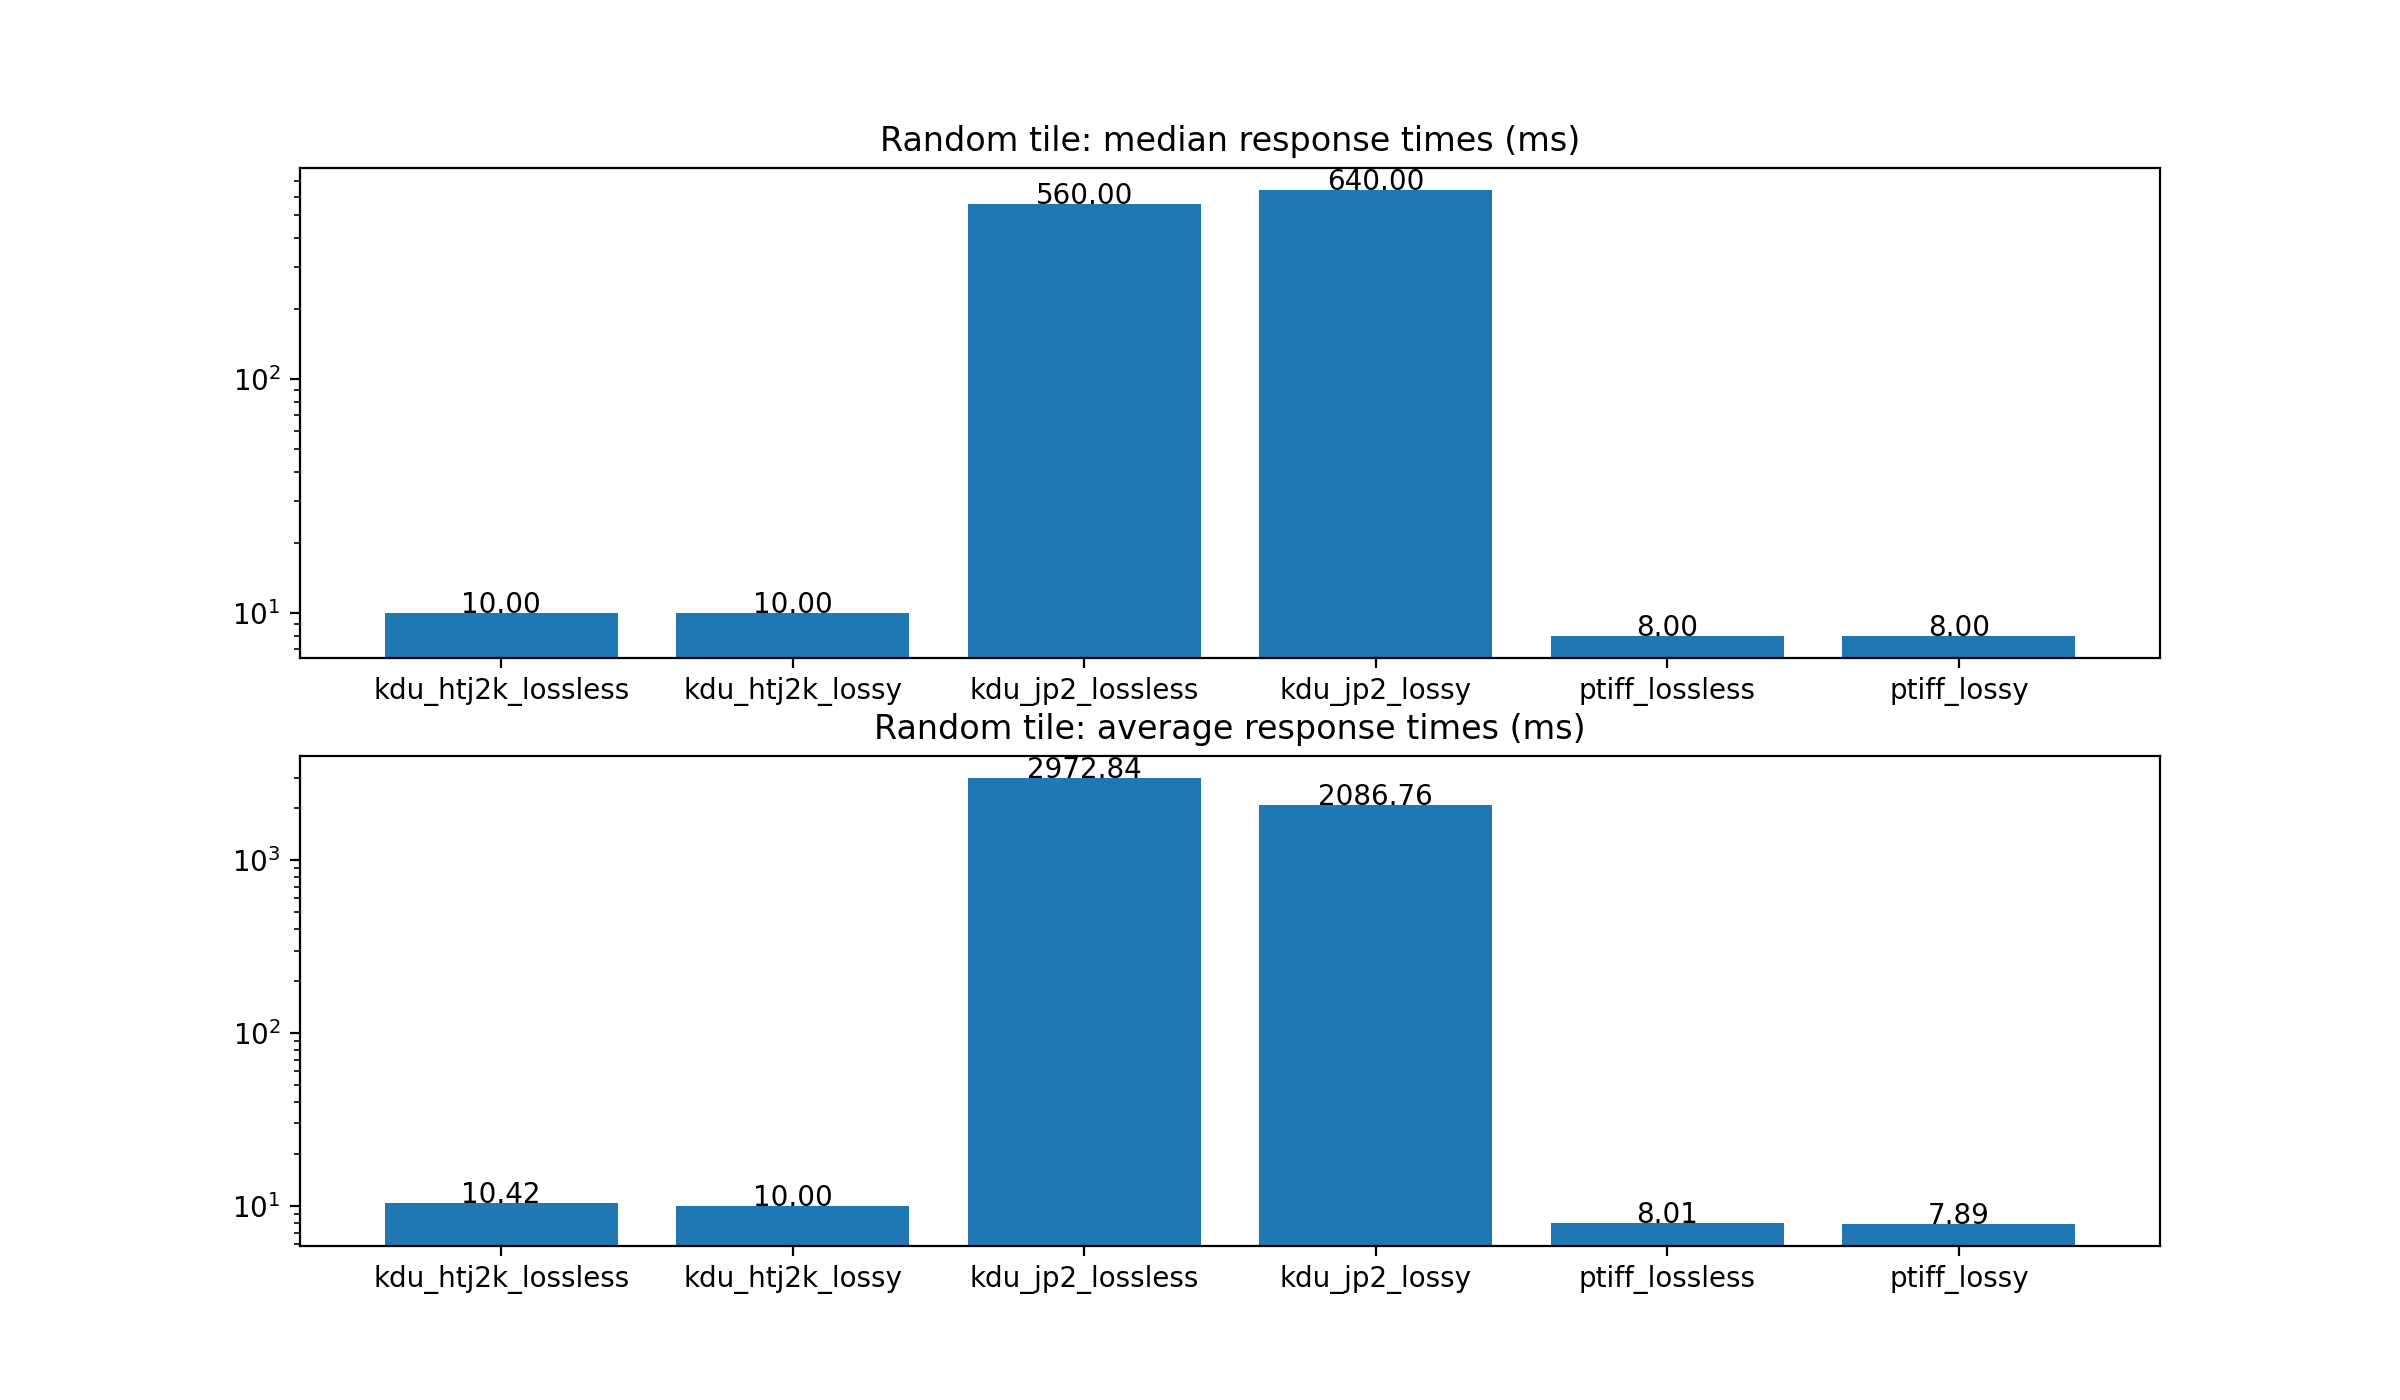 Random tile: median response times (ms)
560.00
640.00
10²
10¹
10.00
10.00
8.00
8.00
kdu_htj2k_lossless
kdu_htj2k_lossy
kdu_jp2_lossless
kdu_jp2_lossy
ptiff_lossless
ptiff_lossy
Random tile: average response times (ms)
2972.84
2086.76
10³
10²
10¹
10.42
10.00
8.01
7.89
kdu_htj2k_lossless
kdu_htj2k_lossy
kdu_jp2_lossless
kdu_jp2_lossy
ptiff_lossless
ptiff_lossy